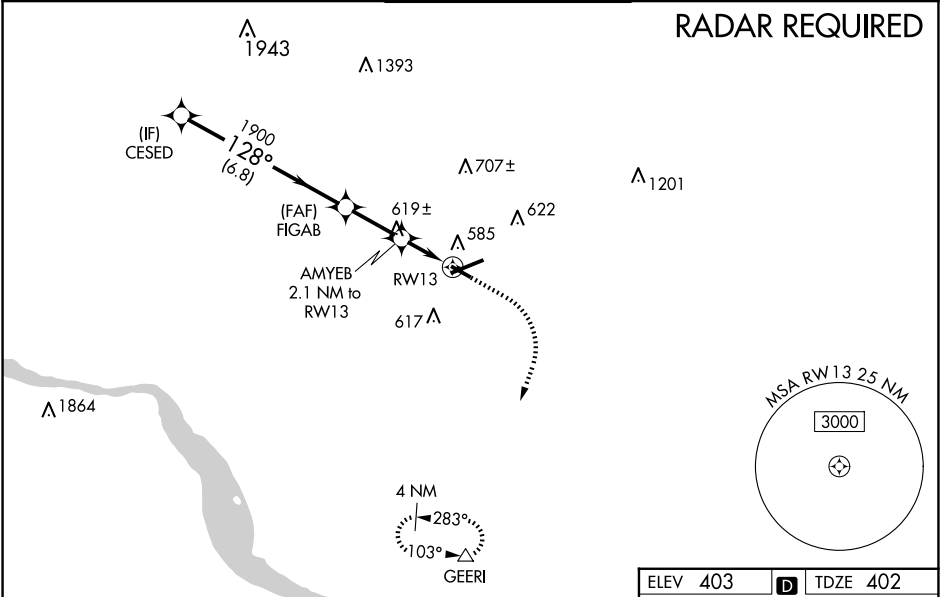 RADAR REQUIRED
1943
1393
(IF)
CESED
1900
128°
(6.8)
707±
1201
(FAF)
FIGAB
619±
622
585
AMYEB
2.1 NM to
RW13
RW13
617
1864
MSA RW13 25 NM
3000
4 NM
283°
103°
GEERI
ELEV 403 D TDZE 402